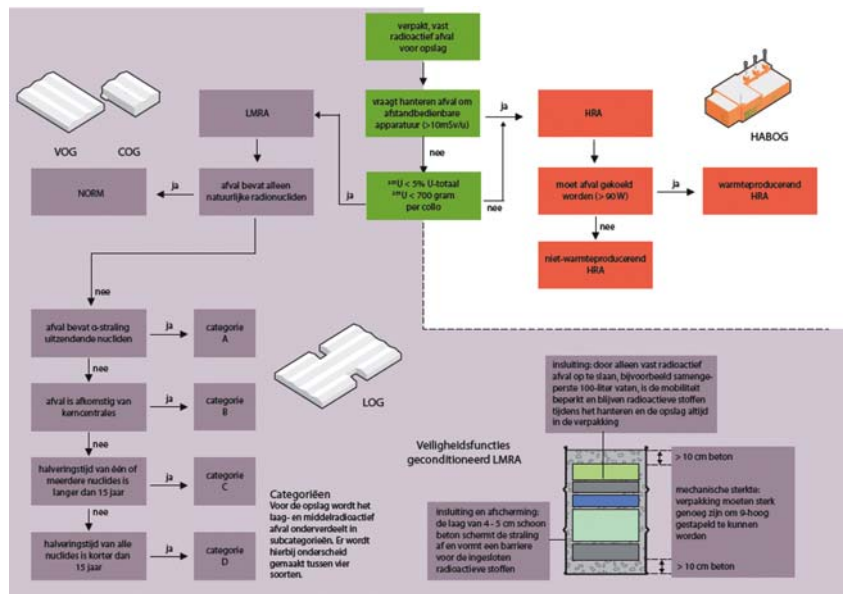 verpakt, vast
radioactief afval
voor opslag
vraagt hanteren afval om
afstandbedienbare
apparatuur (>10mSv/u)
ja
HRA
HABOG
LMRA
VOG
COG
nee
²³⁵U < 5% U-totaal
per collo
ja
nee
NORM
ja
afval bevat alleen
natuurlijke radionucliden
moet afval gekoeld
worden (> 90 W)
ja
warmteproducerend
HRA
nee
niet-warmteproducerend
HRA
nee
afval bevat α-straling
uitzendende nucliden
ja
categorie
A
nee
afval is afkomstig van
kerncentrales
ja
categorie
B
nee
halveringstijd van één of
meerdere nuclides is
langer dan 15 jaar
ja
categorie
C
nee
halveringstijd van alle
nuclides is korter dan
15 jaar
ja
categorie
D
LOG
Categoriën
Voor de opslag wordt het
laag- en middelradioactief
afval onderverdeelt in
subcategorieën. Er wordt
hierbij onderscheid
gemaakt tussen vier
soorten.
Veiligheidsfuncties
geconditioneerd LMRA
insluiting: door alleen vast radioactief
afval op te slaan, bijvoorbeeld samenge-
perste 100-liter vaten, is de mobiliteit
beperkt en blijven radioactieve stoffen
tijdens het hanteren en de opslag altijd
in de verpakking
> 10 cm beton
mechanische sterkte:
verpakking moeten sterk
genoeg zijn om 9-hoog
gestapeld te kunnen
worden
insluiting en afscherming:
de laag van 4 - 5 cm schoon
beton schermt de straling
af en vormt een barriere
voor de ingesloten
radioactieve stoffen
> 10 cm beton